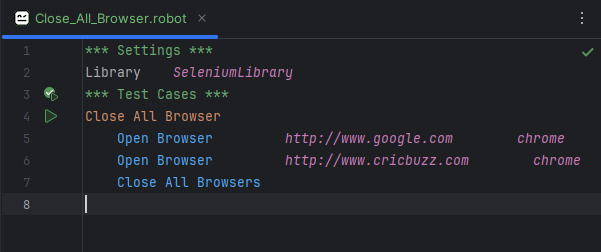 Close_All_Browser.robot
1 *** Settings ***
2 Library SeleniumLibrary
3 *** Test Cases ***
4 Close All Browser
5 Open Browser http://www.google.com chrome
6 Open Browser http://www.cricbuzz.com chrome
7 Close All Browsers
8